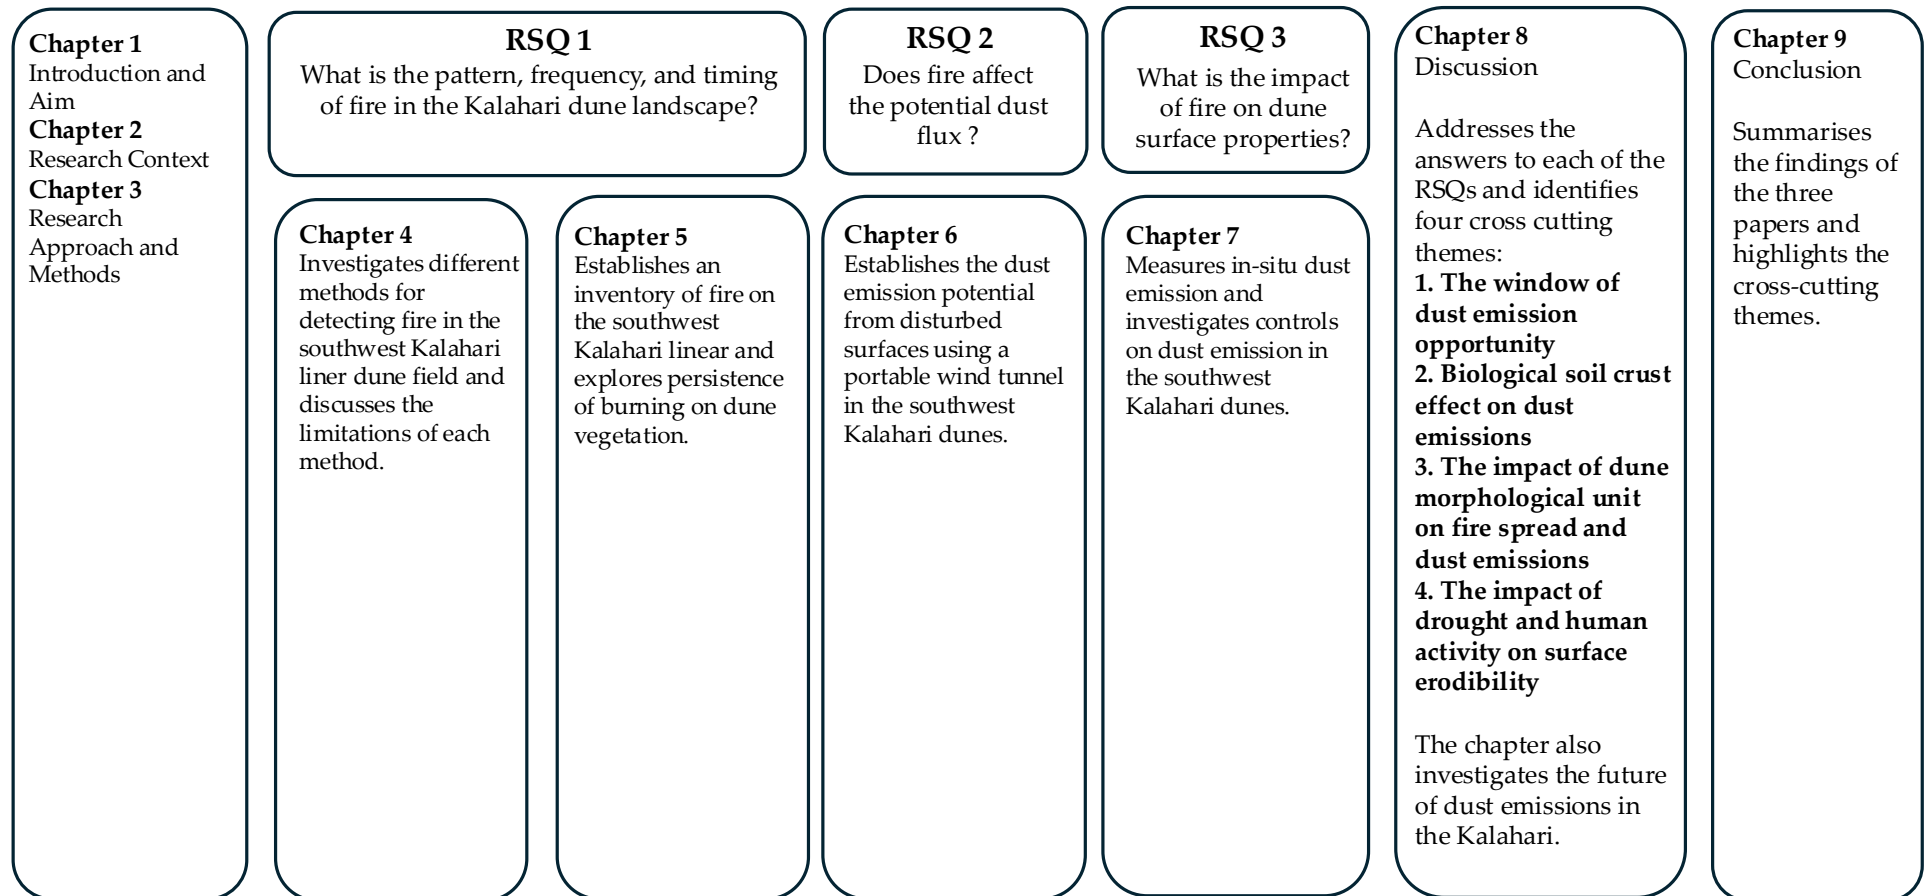 Chapter 1
Introduction and
Aim
Chapter 2
Research Context
Chapter 3
Research
Approach and
Methods
RSQ 1
What is the pattern, frequency, and timing
of fire in the Kalahari dune landscape?
Chapter 4
Investigates different
methods for
detecting fire in the
southwest Kalahari
liner dune field and
discusses the
limitations of each
method.
Chapter 5
Establishes an
inventory of fire on
the southwest
Kalahari linear and
explores persistence
of burning on dune
vegetation.
RSQ 2
Does fire affect
the potential dust
flux ?
Chapter 6
Establishes the dust
emission potential
from disturbed
surfaces using a
portable wind tunnel
in the southwest
Kalahari dunes.
RSQ 3
What is the impact
of fire on dune
surface properties?
Chapter 7
Measures in-situ dust
emission and
investigates controls
on dust emission in
the southwest
Kalahari dunes.
Chapter 8
Discussion
Addresses the
answers to each of the
RSQs and identifies
four cross cutting
themes:
1. The window of
dust emission
opportunity
2. Biological soil crust
effect on dust
emissions
3. The impact of dune
morphological unit
on fire spread and
dust emissions
4. The impact of
drought and human
activity on surface
erodibility
The chapter also
investigates the future
of dust emissions in
the Kalahari.
Chapter 9
Conclusion
Summarises
the findings of
the three
papers and
highlights the
cross-cutting
themes.